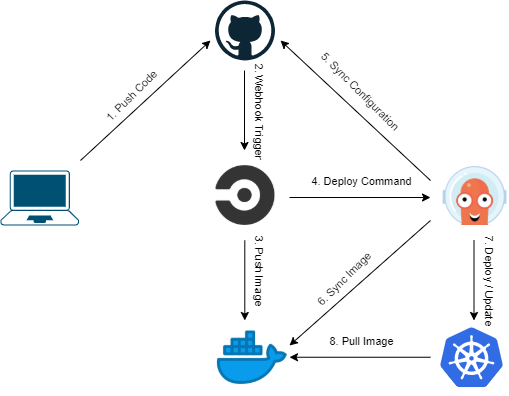 1. Push Code
2. Webhook Trigger
3. Push Image
4. Deploy Command
5. Sync Configuration
6. Sync Image
7. Deploy / Update
8. Pull Image